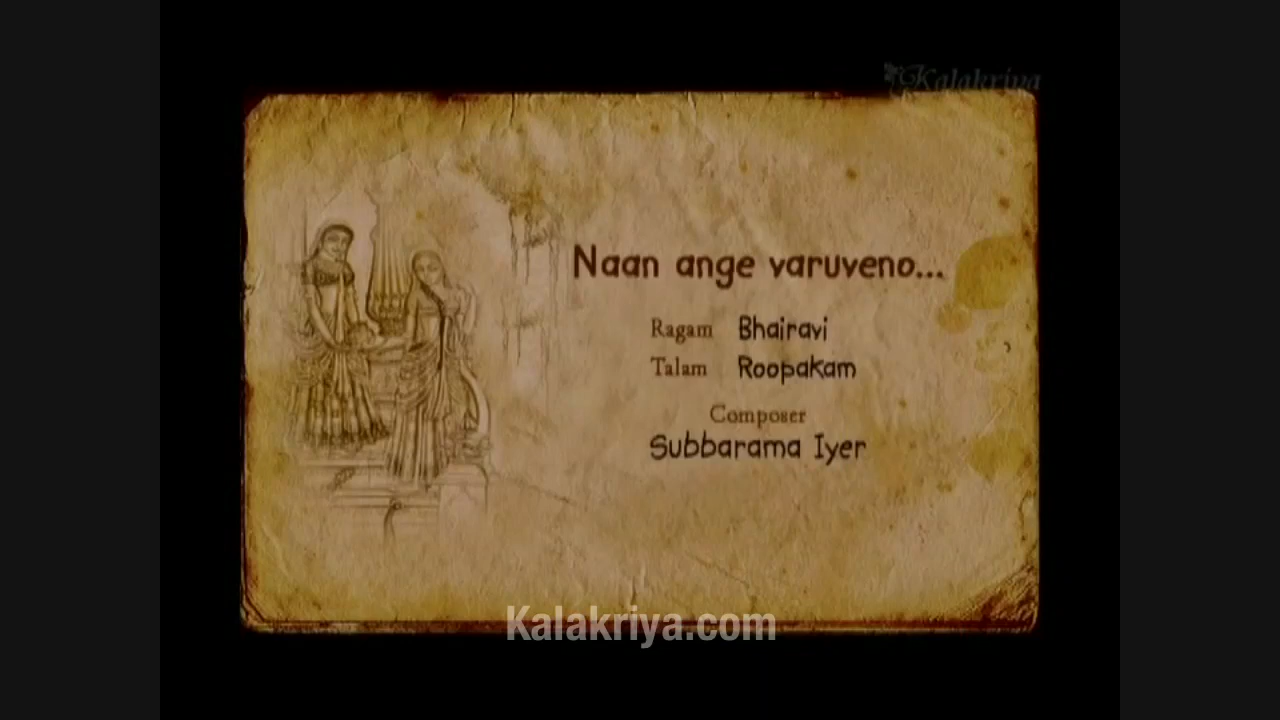 Kalakriya
Naan ange varuveno...
Ragam Bhairavi
Talam Roopakam
Composer
Subbarama Iyer
Kalakriya.com